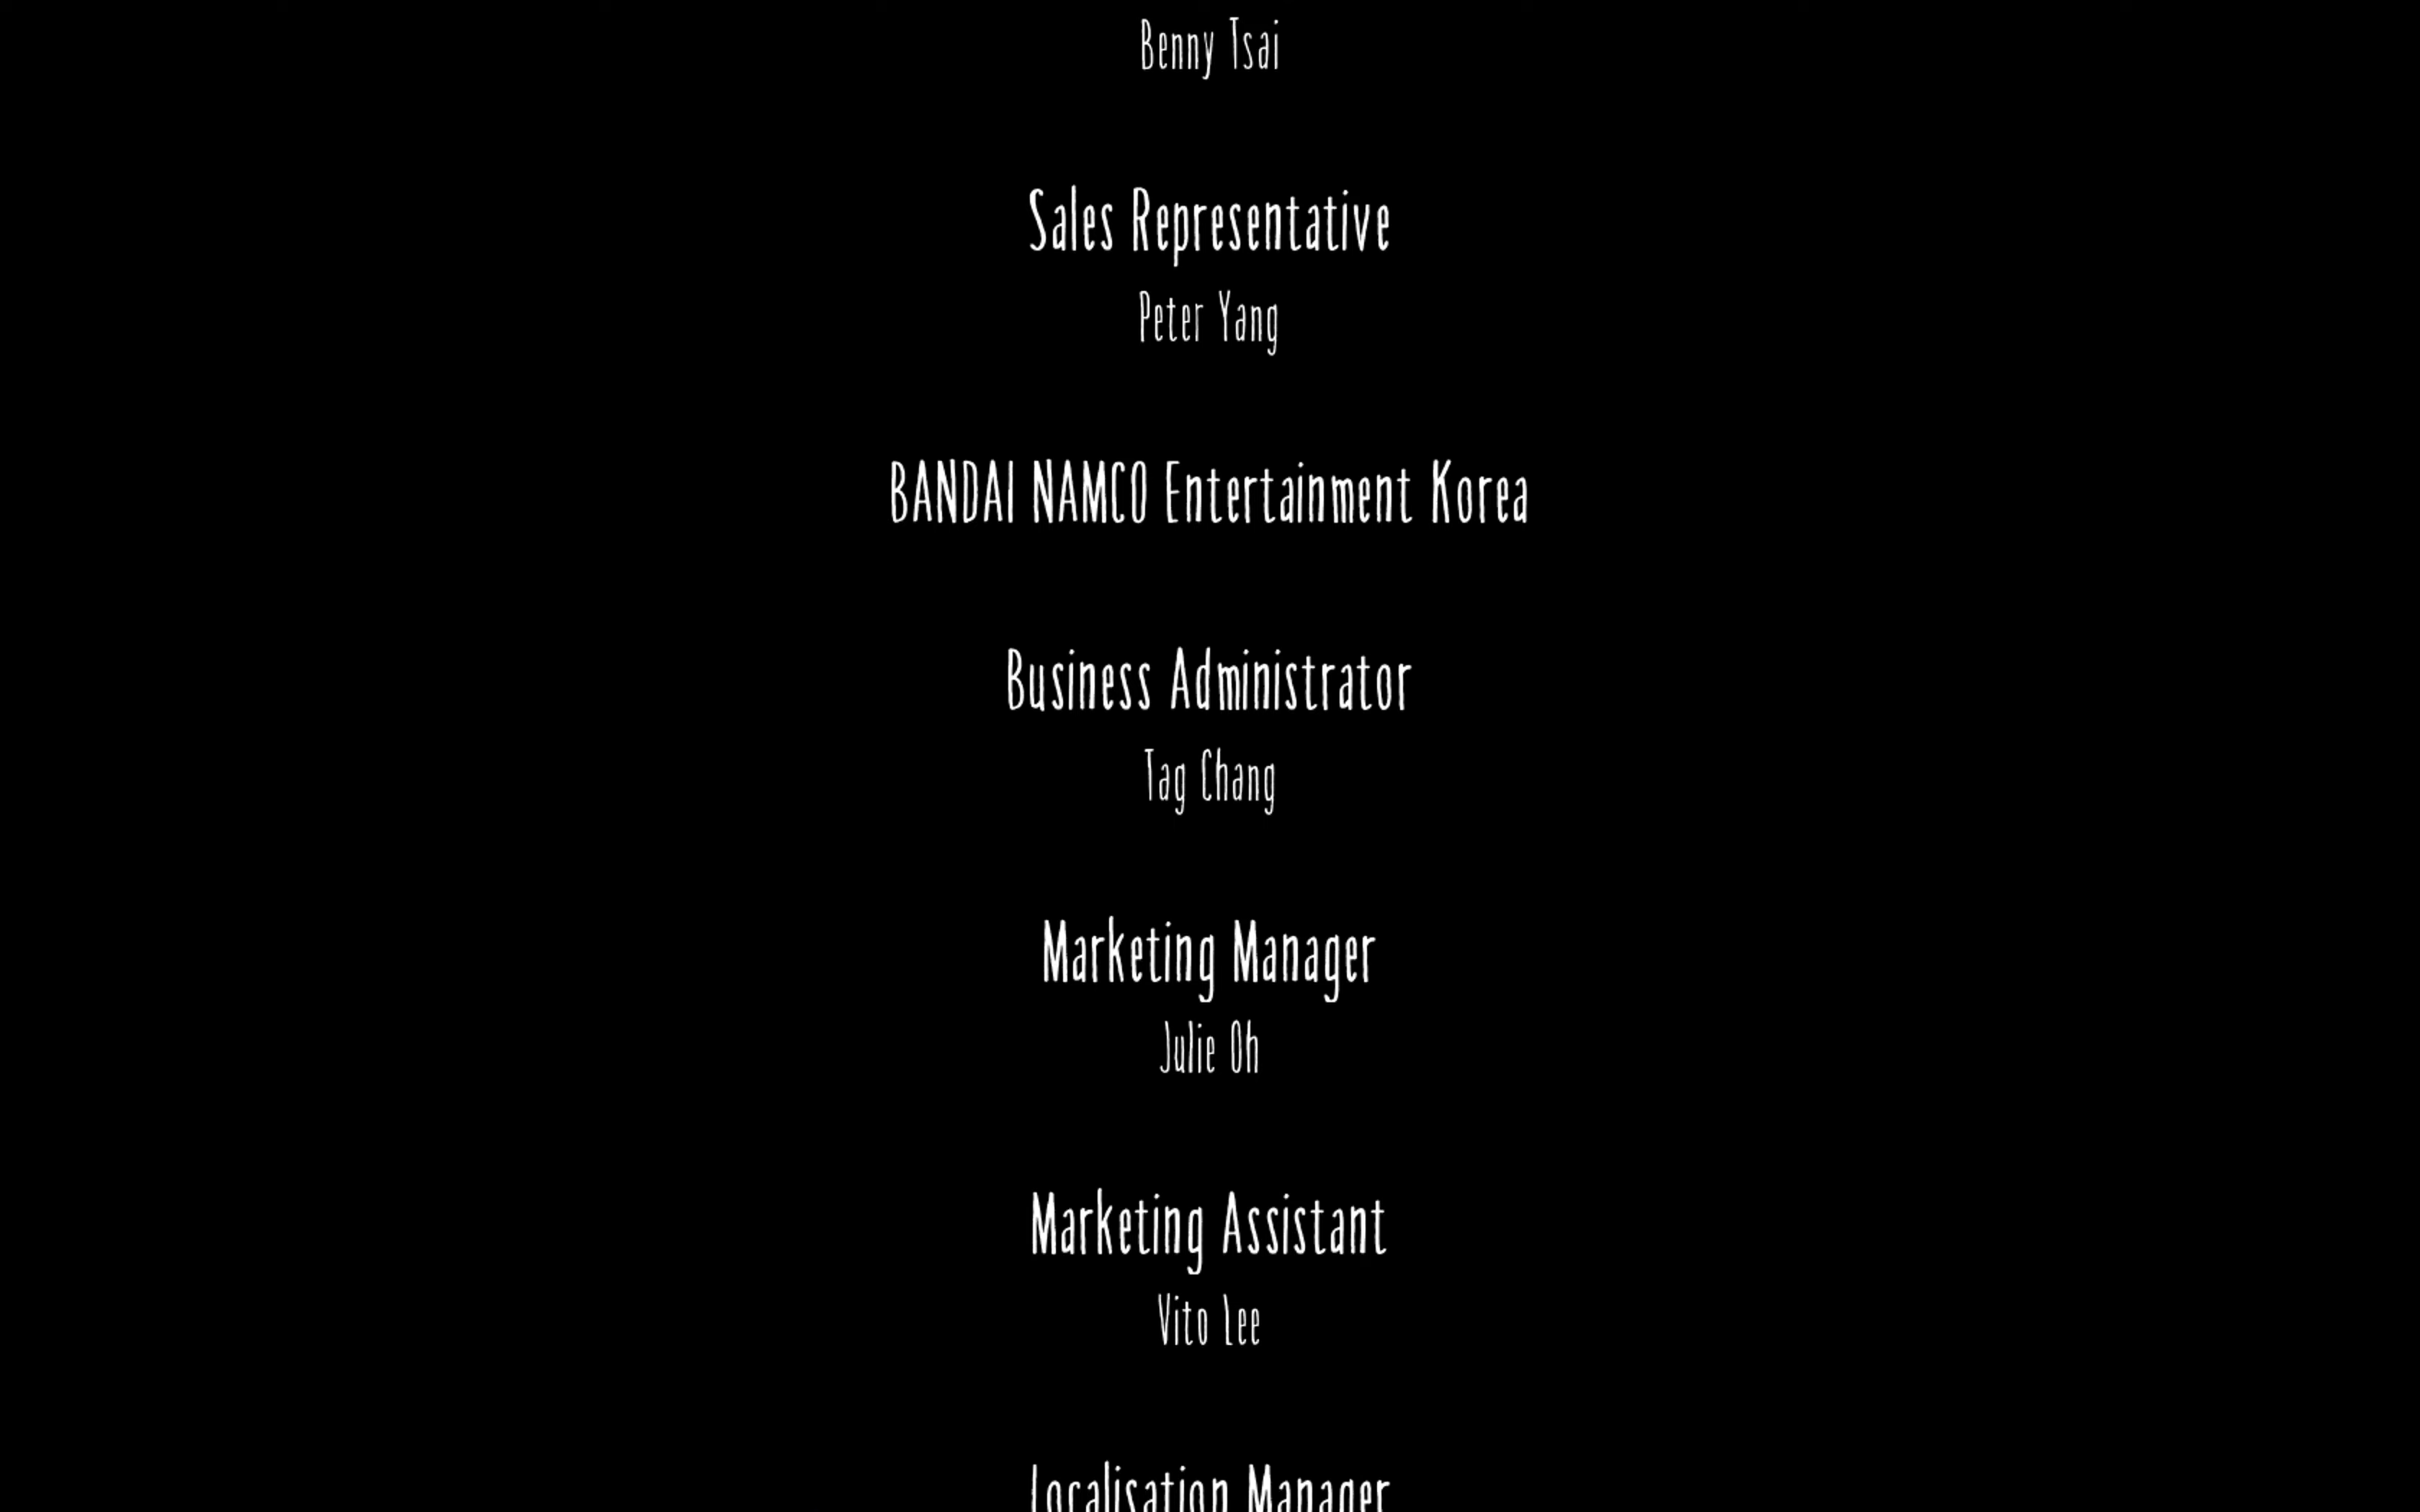 Benny Tsai
Sales Representative
Peter Yang
BANDAI NAMCO Entertainment Korea
Business Administrator
Tag Chang
Marketing Manager
Julie Oh
Marketing Assistant
Vito Lee
Localisation Manager